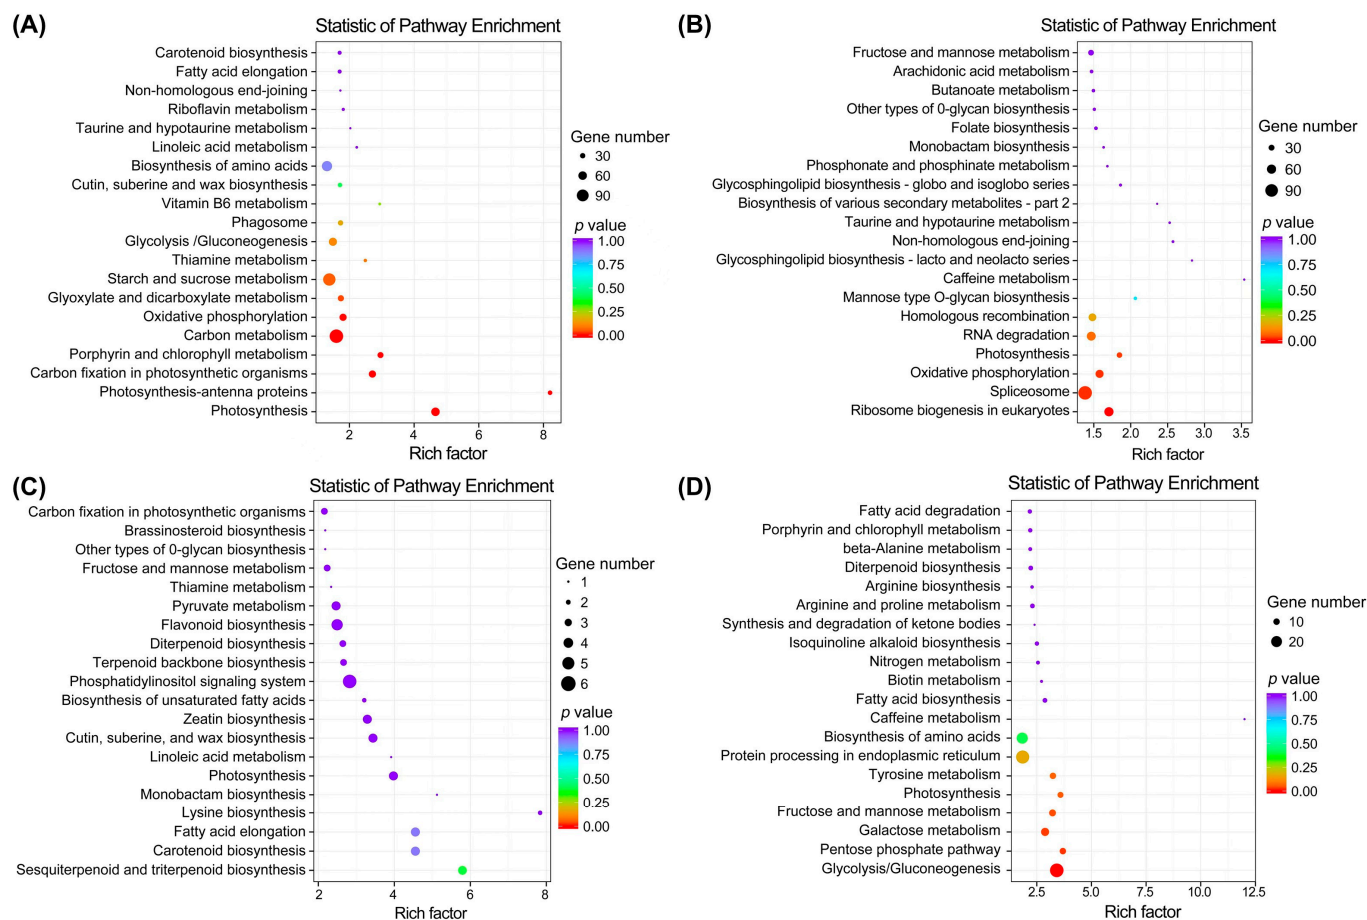 (A)
Statistic of Pathway Enrichment
Carotenoid biosynthesis
Fatty acid elongation
Non-homologous end-joining
Riboflavin metabolism
Taurine and hypotaurine metabolism
Linoleic acid metabolism
Biosynthesis of amino acids
Cutin, suberine and wax biosynthesis
Vitamin B6 metabolism
Phagosome
Glycolysis /Gluconeogenesis
Thiamine metabolism
Starch and sucrose metabolism
Glyoxylate and dicarboxylate metabolism
Oxidative phosphorylation
Carbon metabolism
Porphyrin and chlorophyll metabolism
Carbon fixation in photosynthetic organisms
Photosynthesis-antenna proteins
Photosynthesis
2 4 6 8
Rich factor
Gene number
30
60
90
p value
1.00
0.75
0.50
0.25
0.00
(B)
Statistic of Pathway Enrichment
Fructose and mannose metabolism
Arachidonic acid metabolism
Butanoate metabolism
Other types of 0-glycan biosynthesis
Folate biosynthesis
Monobactam biosynthesis
Phosphonate and phosphinate metabolism
Glycosphingolipid biosynthesis - globo and isoglobo series
Biosynthesis of various secondary metabolites - part 2
Taurine and hypotaurine metabolism
Non-homologous end-joining
Glycosphingolipid biosynthesis - lacto and neolacto series
Caffeine metabolism
Mannose type O-glycan biosynthesis
Homologous recombination
RNA degradation
Photosynthesis
Oxidative phosphorylation
Spliceosome
Ribosome biogenesis in eukaryotes
1.5 2.0 2.5 3.0 3.5
Rich factor
Gene number
30
60
90
p value
1.00
0.75
0.50
0.25
0.00
(C)
Statistic of Pathway Enrichment
Carbon fixation in photosynthetic organisms
Brassinosteroid biosynthesis
Other types of 0-glycan biosynthesis
Fructose and mannose metabolism
Thiamine metabolism
Pyruvate metabolism
Flavonoid biosynthesis
Diterpenoid biosynthesis
Terpenoid backbone biosynthesis
Phosphatidylinositol signaling system
Biosynthesis of unsaturated fatty acids
Zeatin biosynthesis
Cutin, suberine, and wax biosynthesis
Linoleic acid metabolism
Photosynthesis
Monobactam biosynthesis
Lysine biosynthesis
Fatty acid elongation
Carotenoid biosynthesis
Sesquiterpenoid and triterpenoid biosynthesis
2 4 6 8
Rich factor
Gene number
1
2
3
4
5
6
p value
1.00
0.75
0.50
0.25
0.00
(D)
Statistic of Pathway Enrichment
Fatty acid degradation
Porphyrin and chlorophyll metabolism
beta-Alanine metabolism
Diterpenoid biosynthesis
Arginine biosynthesis
Arginine and proline metabolism
Synthesis and degradation of ketone bodies
Isoquinoline alkaloid biosynthesis
Nitrogen metabolism
Biotin metabolism
Fatty acid biosynthesis
Caffeine metabolism
Biosynthesis of amino acids
Protein processing in endoplasmic reticulum
Tyrosine metabolism
Photosynthesis
Fructose and mannose metabolism
Galactose metabolism
Pentose phosphate pathway
Glycolysis/Gluconeogenesis
2.5 5.0 7.5 10.0 12.5
Rich factor
Gene number
10
20
p value
1.00
0.75
0.50
0.25
0.00